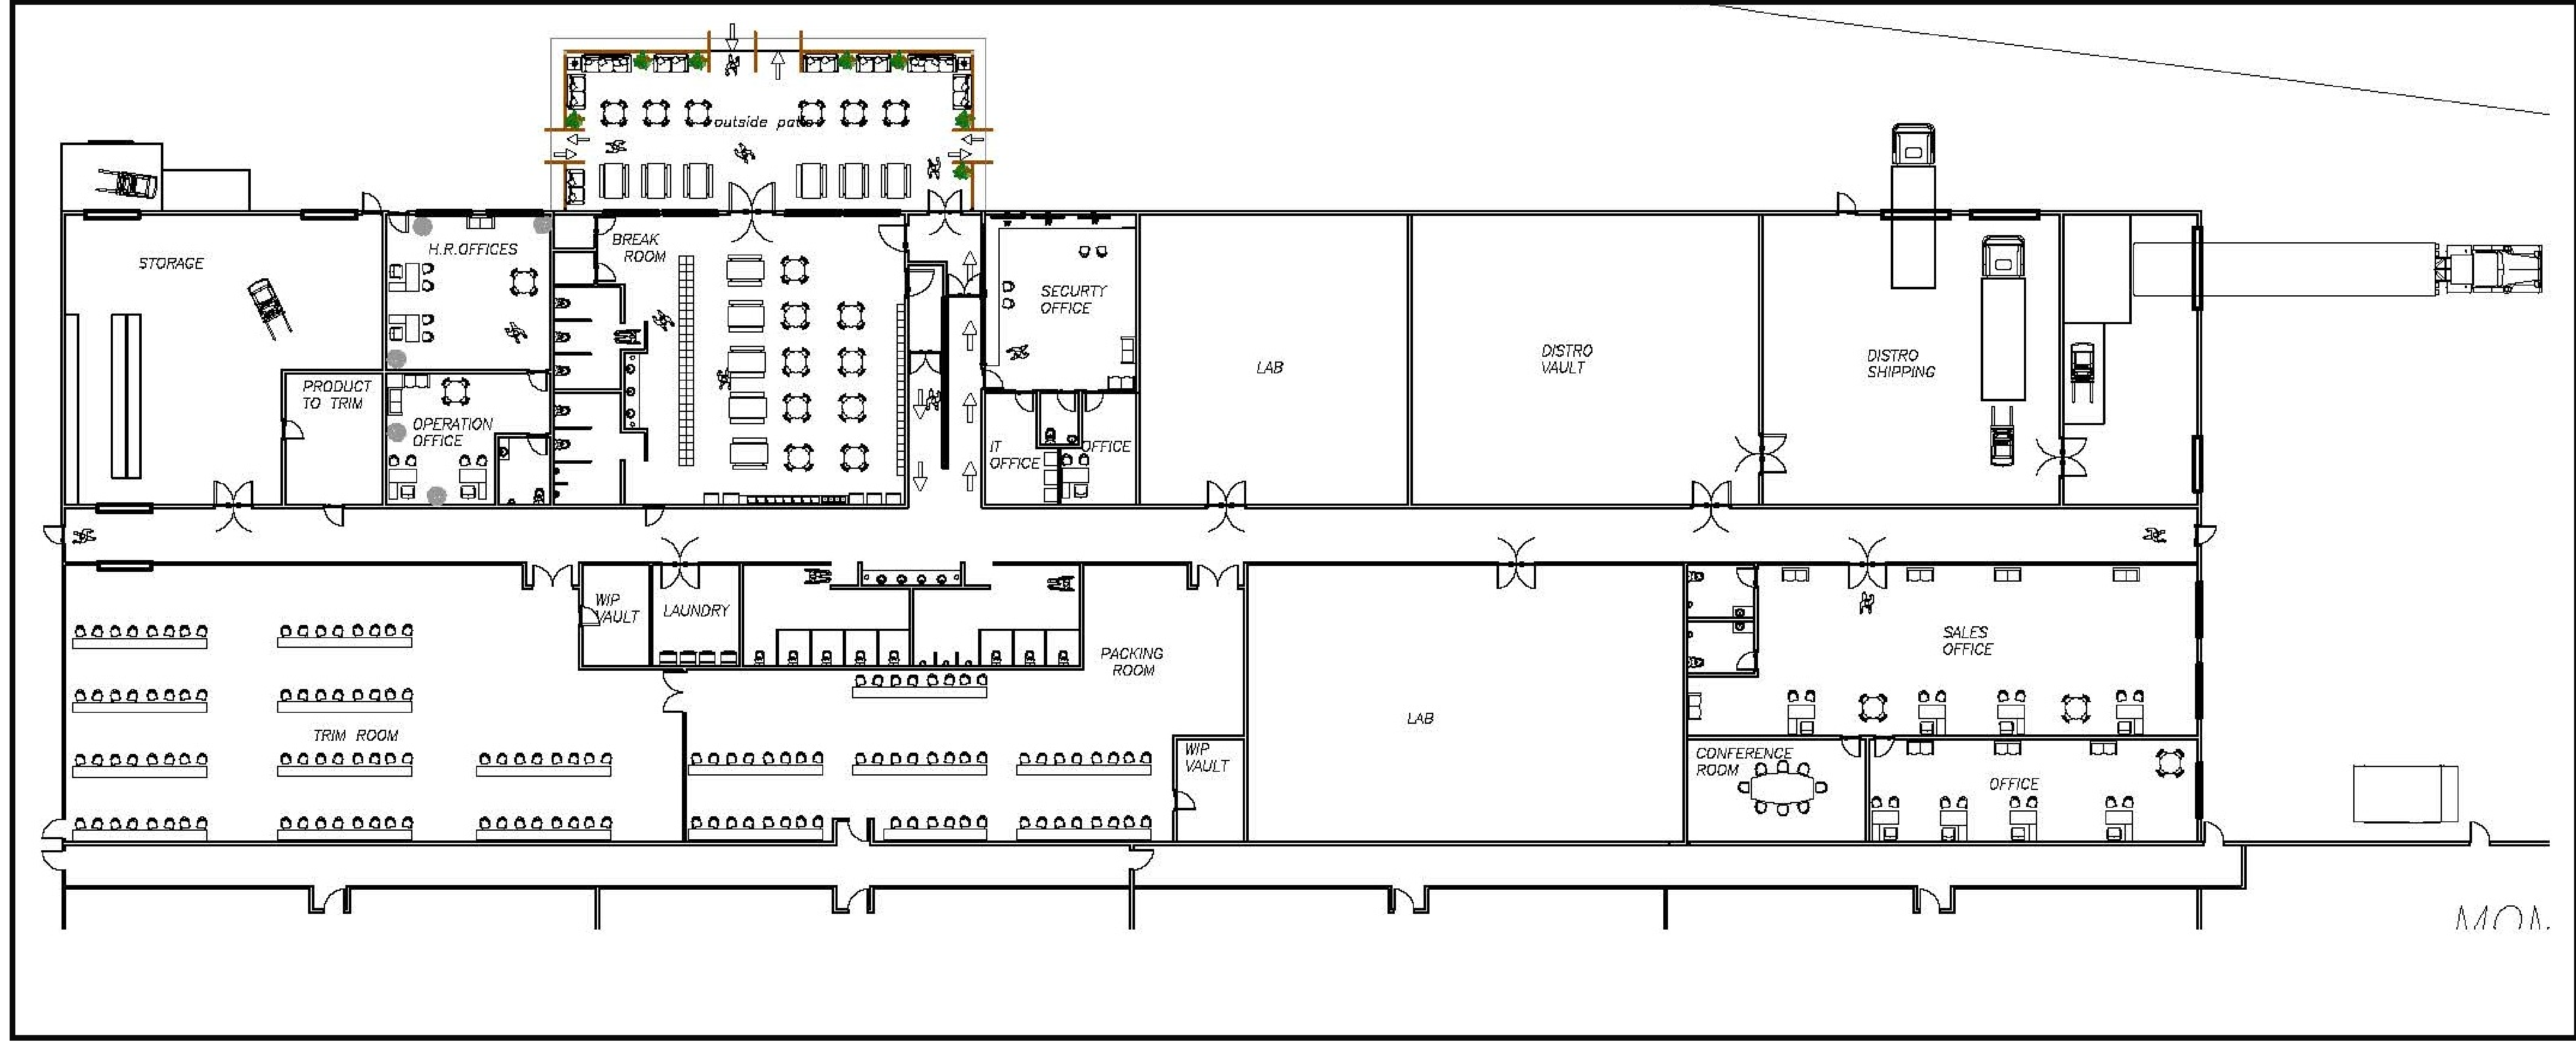 outside patio
STORAGE
H.R.OFFICES
BREAK
ROOM
SECURTY
OFFICE
LAB
DISTRO
VAULT
DISTRO
SHIPPING
PRODUCT
TO TRIM
OPERATION
OFFICE
IT
OFFICE
OFFICE
WIP
VAULT
LAUNDRY
PACKING
ROOM
SALES
OFFICE
TRIM ROOM
LAB
WIP
VAULT
CONFERENCE
ROOM
OFFICE